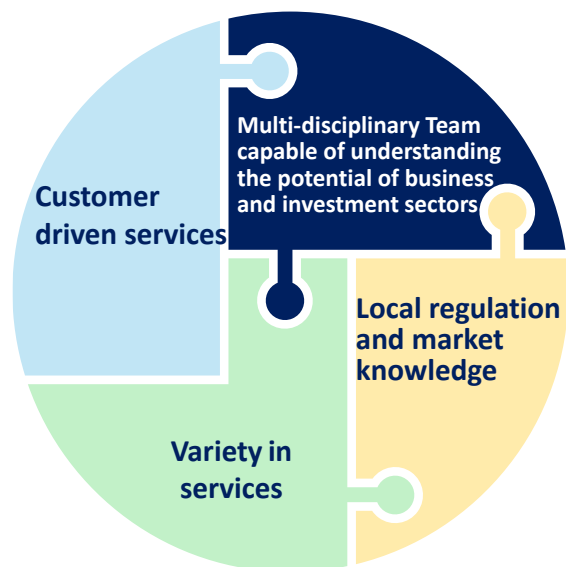 Multi-disciplinary Team
capable of understanding
the potential of business
and investment sectors
Customer
driven services
Local regulation
and market
knowledge
Variety in
services